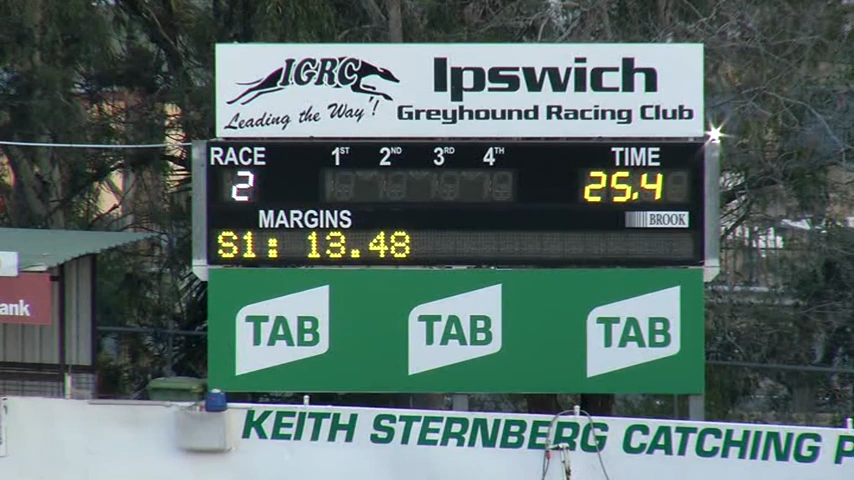 IGRC
Leading the Way'!
Ipswich
Greyhound Racing Club
RACE 1ST 2ND 3RD 4TH TIME
2 25.4
MARGINS BROOK
S1: 13.48
TAB TAB TAB
ank
KEITH STERNBERG CATCHING P